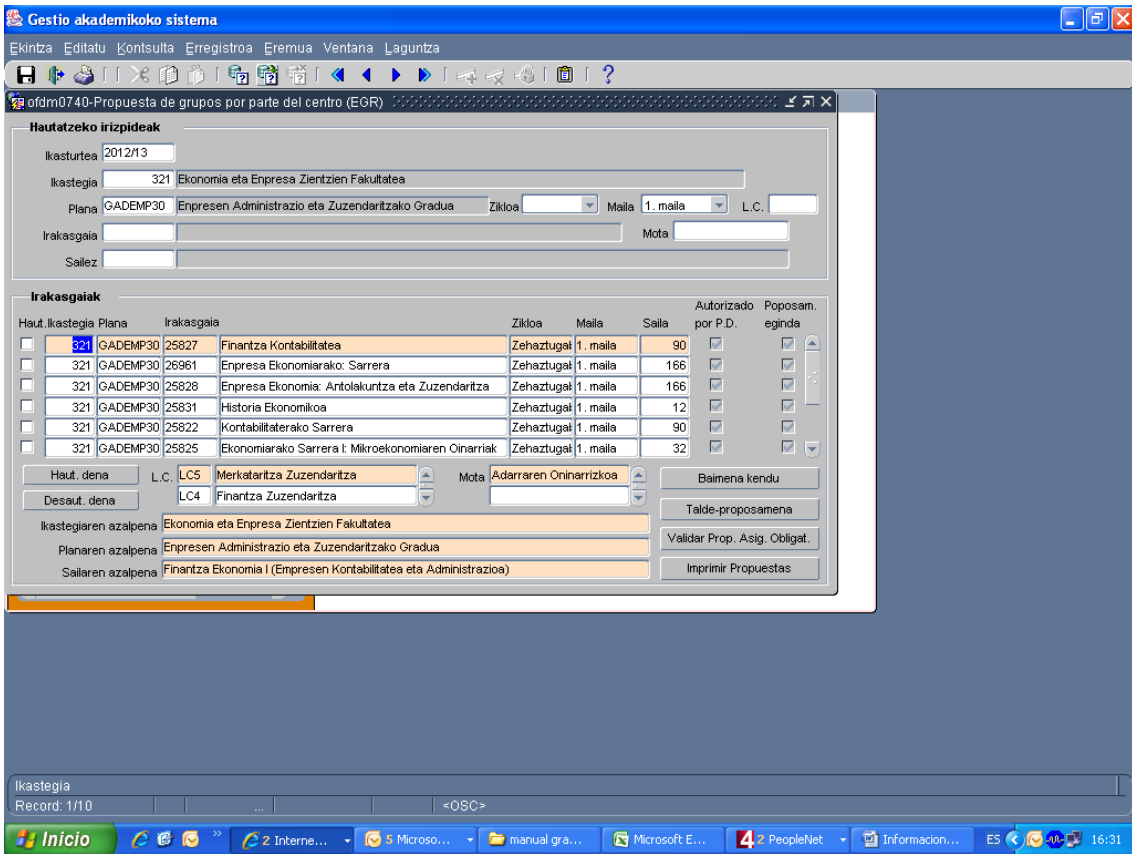 Gestio akademikoko sistema
Ekintza Editatu Kontsulta Erregistroa Eremua Ventana Laguntza
ofdm0740-Propuesta de grupos por parte del centro (EGR)
Hautatzeko irizpideak
Ikasturtea 2012/13
Ikastegia 321 Ekonomia eta Enpresa Zientzien Fakultatea
Plana GADEMP30 Enpresen Administrazio eta Zuzendaritzako Gradua Zikloa Maila 1. maila L.C.
Irakasgaia Mota
Sailez
Irakasgaiak
Autorizado Poposam.
Haut. Ikastegia Plana Irakasgaia Zikloa Maila Saila por P.D. eginda
321 GADEMP30 25827 Finantza Kontabilitatea Zehaztugal 1. maila 90
321 GADEMP30 26961 Enpresa Ekonomiarako: Sarrera Zehaztugal 1. maila 166
321 GADEMP30 25828 Enpresa Ekonomia: Antolakuntza eta Zuzendaritza Zehaztugal 1. maila 166
321 GADEMP30 25831 Historia Ekonomikoa Zehaztugal 1. maila 12
321 GADEMP30 25822 Kontabilitaterako Sarrera Zehaztugal 1. maila 90
321 GADEMP30 25825 Ekonomiarako Sarrera I: Mikroekonomiaren Oinarriak Zehaztugal 1. maila 32
Haut. dena L.C. LC5 Merkataritza Zuzendaritza Mota Adarraren Oninarrizkoa Baimena kendu
Desaut. dena LC4 Finantza Zuzendaritza
Talde-proposamena
Ikastegiaren azalpena Ekonomia eta Enpresa Zientzien Fakultatea
Validar Prop. Asig. Obligat.
Planaren azalpena Enpresen Administrazio eta Zuzendaritzako Gradua
Sailaren azalpena Finantza Ekonomia I (Empresen Kontabilitatea eta Administrazioa) Imprimir Propuestas
Ikastegia
Record: 1/10 ... <OSC>
Inicio » 2 Interne... 5 Microso... manual gra... Microsoft E... 2 PeopleNet Informacion... ES 16:31